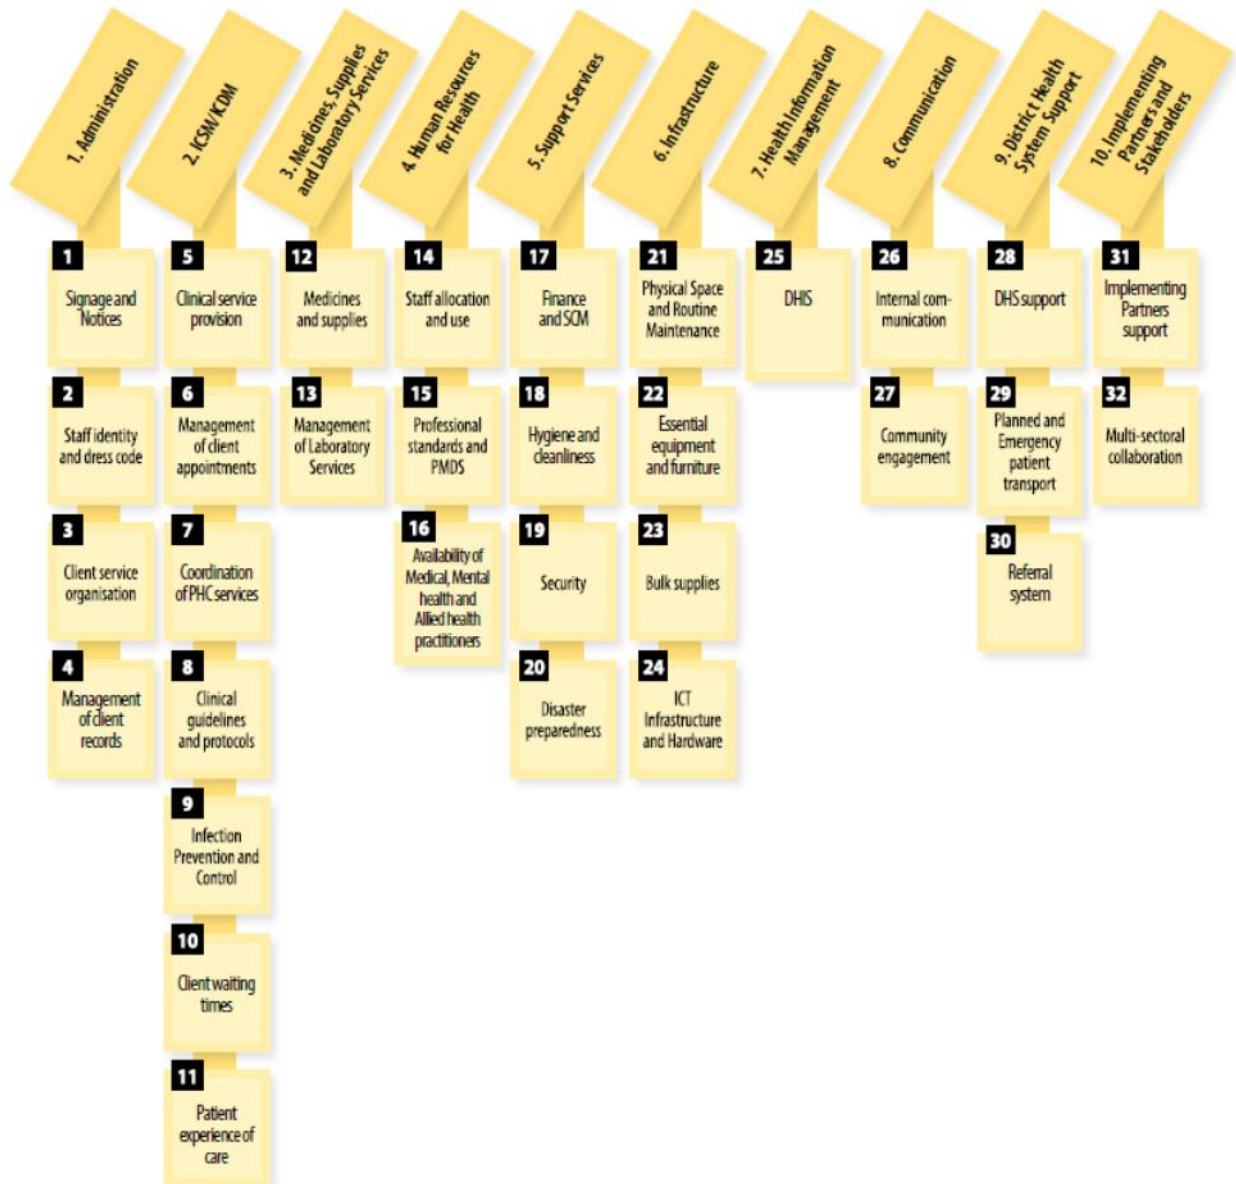 1. Administration
2. ICSM/ KDM
3. Medicines, Supplies
and Laboratory Services
4. Human Resources
for Health
5. Support Services
6. Infrastructure
7. Health Information
Management
8. Communication
9. District Health
System Support
10. Implementing
Partners and
Stakeholders
1
Signage and
Notices
2
Staff identity
and dress code
3
Client service
organisation
4
Management
of client
records
5
Clinical service
provision
6
Management
of client
appointments
7
Coordination
of PHC services
8
Clinical
guidelines
and protocols
9
Infection
Prevention and
Control
10
Client waiting
times
11
Patient
experience of
care
12
Medicines
and supplies
13
Management
of Laboratory
Services
14
Staff allocation
and use
15
Professional
standards and
PMDS
16
Availability of
Medical, Mental
health and
Allied health
practitioners
17
Finance
and SCM
18
Hygiene and
cleanliness
19
Security
20
Disaster
preparedness
21
Physical Space
and Routine
Maintenance
22
Essential
equipment
and furniture
23
Bulk supplies
24
ICT
Infrastructure
and Hardware
25
DHIS
26
Internal com-
munication
27
Community
engagement
28
DHS support
29
Planned and
Emergency
patient
transport
30
Referral
system
31
Implementing
Partners
support
32
Multi-sectoral
collaboration